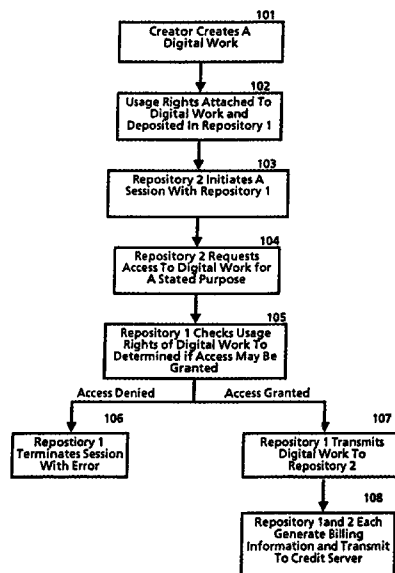 101
Creator Creates A
Digital Work
102
Usage Rights Attached To
Digital Work and
Deposited In Repository 1
103
Repository 2 Initiates A
Session With Repository 1
104
Repository 2 Requests
Access To Digital Work for
A Stated Purpose
105
Repository 1 Checks Usage
Rights of Digital Work To
Determined if Access May Be
Granted
Access Denied
Access Granted
106
Repostiory 1
Terminates Session
With Error
107
Repository 1 Transmits
Digital Work To
Repository 2
108
Repository 1and 2 Each
Generate Billing
Information and Transmit
To Credit Server